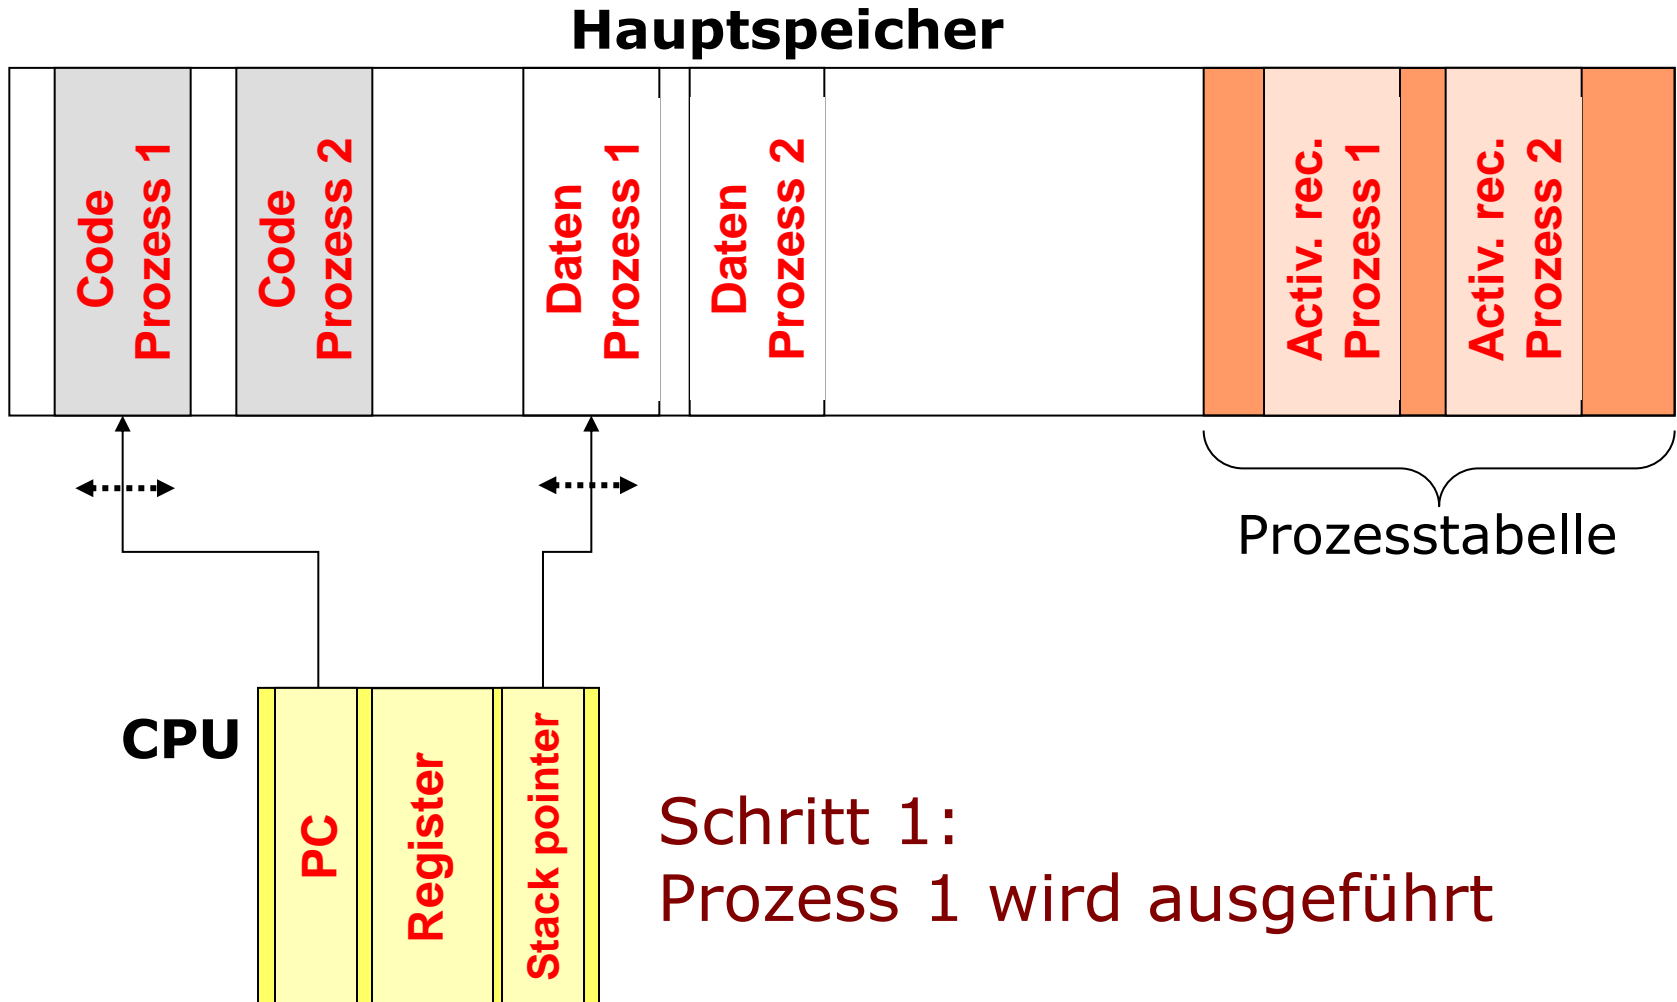 Hauptspeicher
Code
Prozess 1
Code
Prozess 2
Daten
Prozess 1
Daten
Prozess 2
Activ. rec.
Prozess 1
Activ. rec.
Prozess 2
Prozesstabelle
CPU
PC
Register
Stack pointer
Schritt 1:
Prozess 1 wird ausgeführt